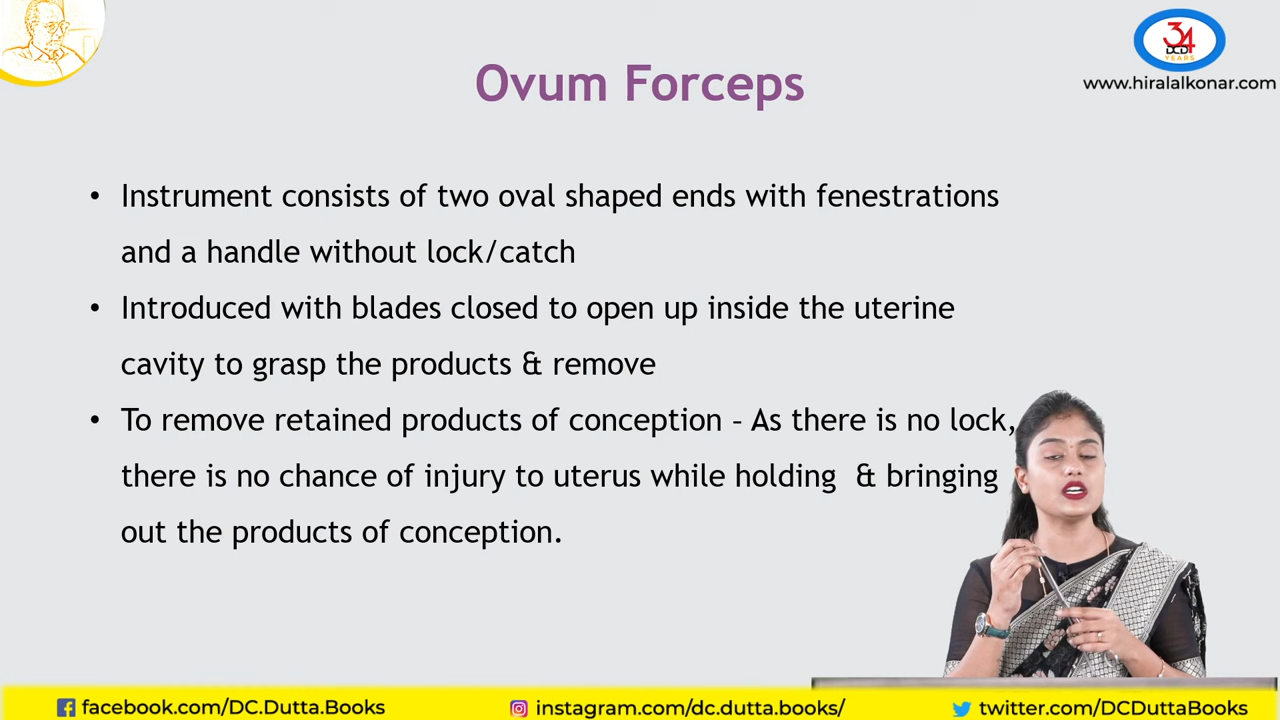 34
DCD
YEARS
www.hiralalkonar.com
Ovum Forceps
• Instrument consists of two oval shaped ends with fenestrations
and a handle without lock/catch
• Introduced with blades closed to open up inside the uterine
cavity to grasp the products & remove
• To remove retained products of conception – As there is no lock,
there is no chance of injury to uterus while holding & bringing
out the products of conception.
facebook.com/DC.Dutta.Books
instagram.com/dc.dutta.books/
twitter.com/DCDuttaBooks